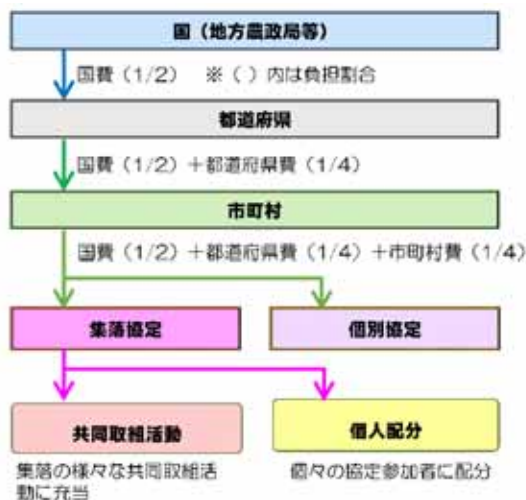 国（地方農政局等）
国費（1/2） ※（ ）内は負担割合
都道府県
国費（1/2）＋都道府県費（1/4）
市町村
国費（1/2）＋都道府県費（1/4）＋市町村費（1/4）
集落協定
個別協定
共同取組活動
個人配分
集落の様々な共同取組活
動に充当
個々の協定参加者に配分